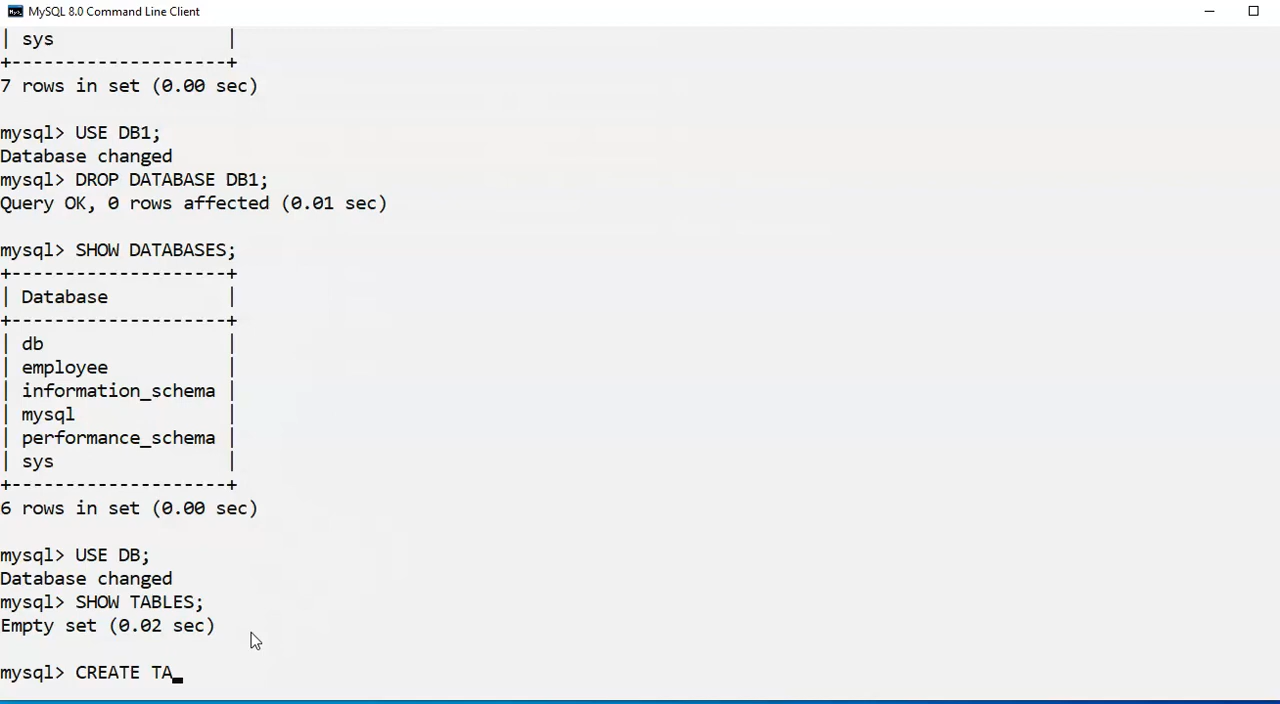 MySQL 8.0 Command Line Client
| sys                |
+--------------------+
7 rows in set (0.00 sec)
mysql> USE DB1;
Database changed
mysql> DROP DATABASE DB1;
Query OK, 0 rows affected (0.01 sec)
mysql> SHOW DATABASES;
+--------------------+
| Database           |
+--------------------+
| db                 |
| employee           |
| information_schema |
| mysql              |
| performance_schema |
| sys                |
+--------------------+
6 rows in set (0.00 sec)
mysql> USE DB;
Database changed
mysql> SHOW TABLES;
Empty set (0.02 sec)
mysql> CREATE TA